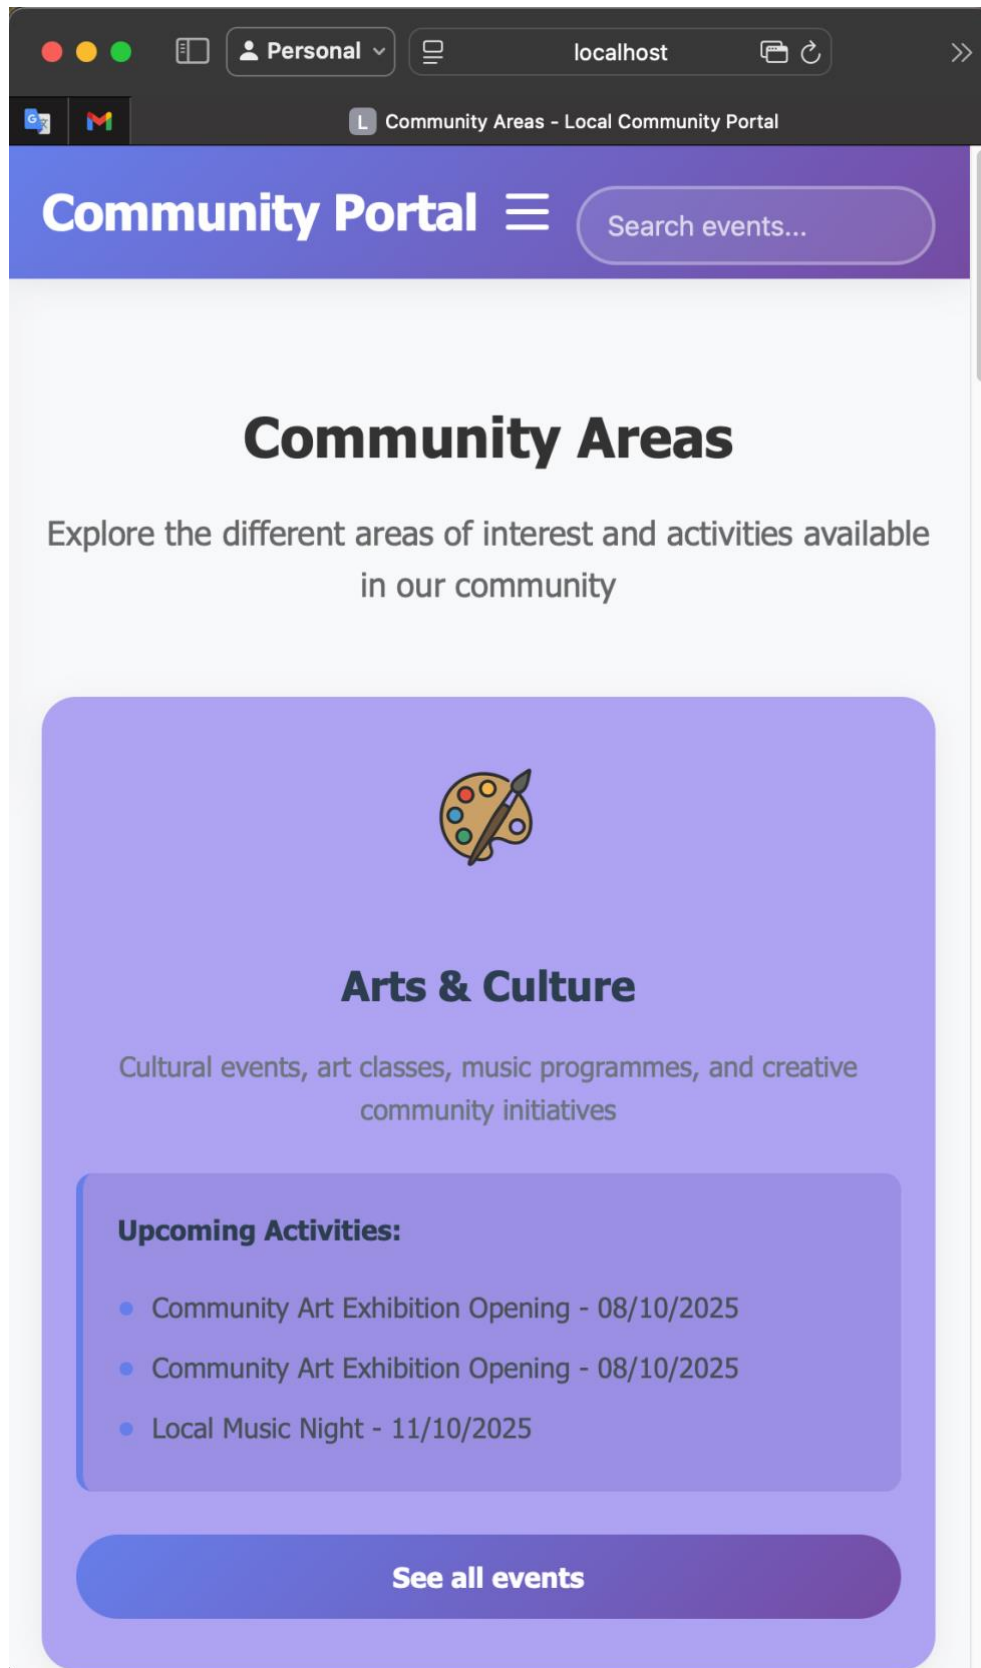 Personal
localhost
L Community Areas - Local Community Portal
Community Portal
Search events...
Community Areas
Explore the different areas of interest and activities available
in our community
Arts & Culture
Cultural events, art classes, music programmes, and creative
community initiatives
Upcoming Activities:
Community Art Exhibition Opening - 08/10/2025
Community Art Exhibition Opening - 08/10/2025
Local Music Night - 11/10/2025
See all events